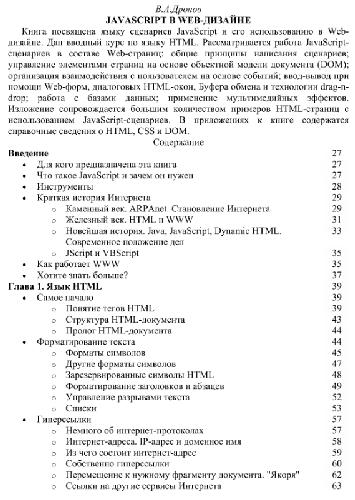 В.А.Дронов
JAVASCRIPT В WEB-ДИЗАЙНЕ
Книга посвящена языку сценариев JavaScript и его использованию в Web-
дизайне. Дан вводный курс по языку HTML. Рассматривается работа JavaScript-
сценариев в составе Web-страниц; общие принципы написания сценариев;
управление элементами страниц на основе объектной модели документа (DOM);
организация взаимодействия с пользователем на основе событий; ввод-вывод при
помощи Web-форм, диалоговых HTML-окон, Буфера обмена и технологии drag-n-
drop; работа с базами данных; применение мультимедийных эффектов.
Изложение сопровождается большим количеством примеров HTML-страниц с
использованием JavaScript-сценариев. В приложениях к книге содержатся
справочные сведения о HTML, CSS и DOM.
Содержание
Введение 27
• Для кого предназначена эта книга 27
• Что такое JavaScript и зачем он нужен 27
• Инструменты 28
• Краткая история Интернета 29
o Каменный век. ARPAnet. Становление Интернета 29
o Железный век. HTML и WWW 31
o Новейшая история. Java, JavaScript, Dynamic HTML. 33
Современное положение дел
o JScript и VBScript 35
• Как работает WWW 35
• Хотите знать больше? 37
Глава 1. Язык HTML 39
• Самое начало 39
o Понятие тегов HTML 39
o Структура HTML-документа 43
o Пролог HTML-документа 44
• Форматирование текста 44
o Форматы символов 45
o Другие форматы символов 47
o Зарезервированные символы HTML 48
o Форматирование заголовков и абзацев 49
o Управление разрывами текста 52
o Списки 53
• Гиперссылки 57
o Немного об интернет-протоколах 57
o Интернет-адреса. IP-адрес и доменное имя 58
o Из чего состоит интернет-адрес 59
o Собственно гиперссылки 60
o Перемещение к нужному фрагменту документа. "Якоря" 62
o Ссылки на другие сервисы Интернета 63